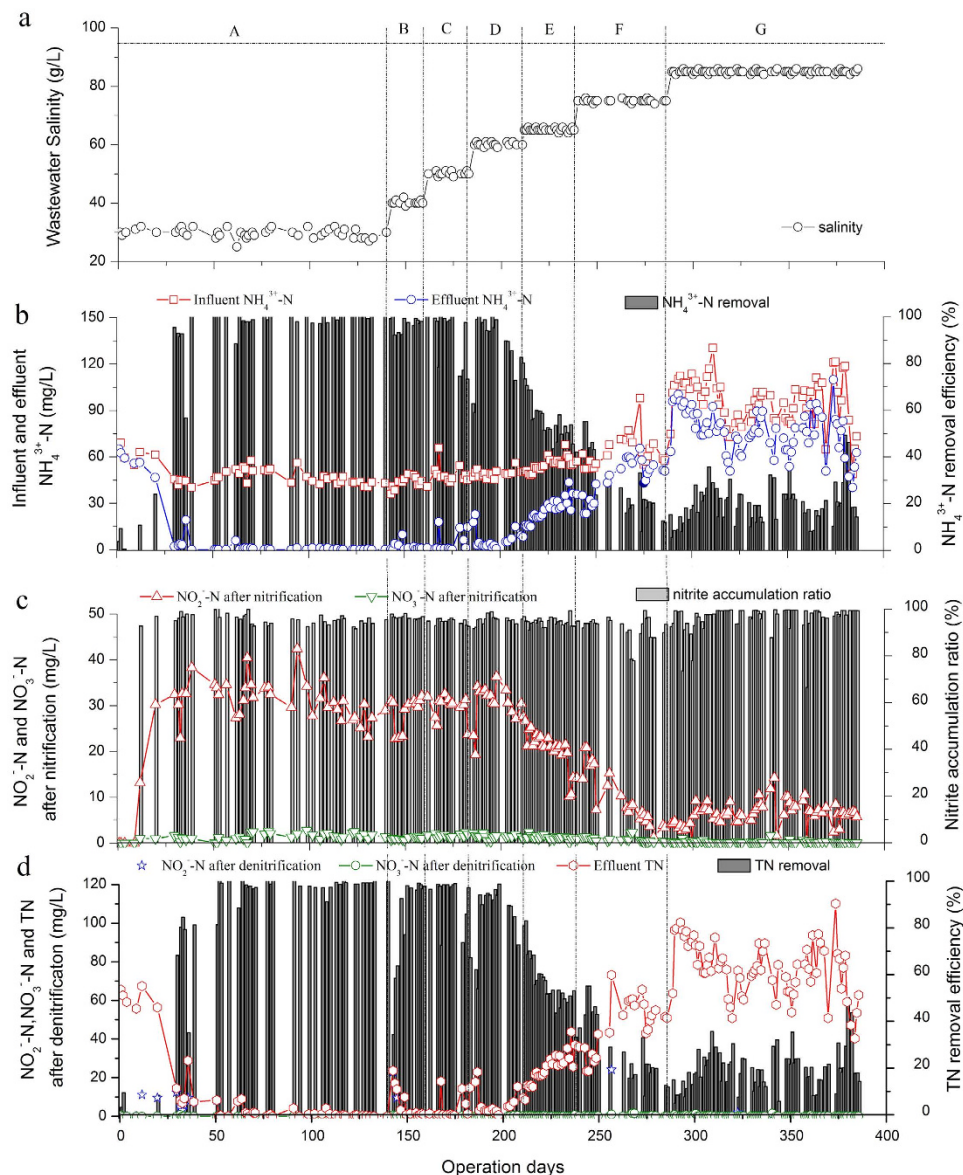 a
A B C D E F G
100
80
60
40
20
Wastewater Salinity (g/L)
salinity
b
Influent NH₄³⁺-N Effluent NH₄³⁺-N NH₄³⁺-N removal
150
120
90
60
30
0
Influent and effluent
NH₄³⁺-N (mg/L)
100
80
60
40
20
0
NH₄³⁺-N removal efficiency (%)
c
NO₂⁻-N after nitrification NO₃⁻-N after nitrification nitrite accumulation ratio
50
40
30
20
10
0
NO₂⁻-N and NO₃⁻-N
after nitrification (mg/L)
100
80
60
40
20
0
Nitrite accumulation ratio (%)
d
NO₂⁻-N after denitrification NO₃⁻-N after denitrification Effluent TN TN removal
120
100
80
60
40
20
0
NO₂⁻-N,NO₃⁻-N and TN
after denitrificaiton (mg/L)
100
80
60
40
20
0
TN removal efficiency (%)
0 50 100 150 200 250 300 350 400
Operation days